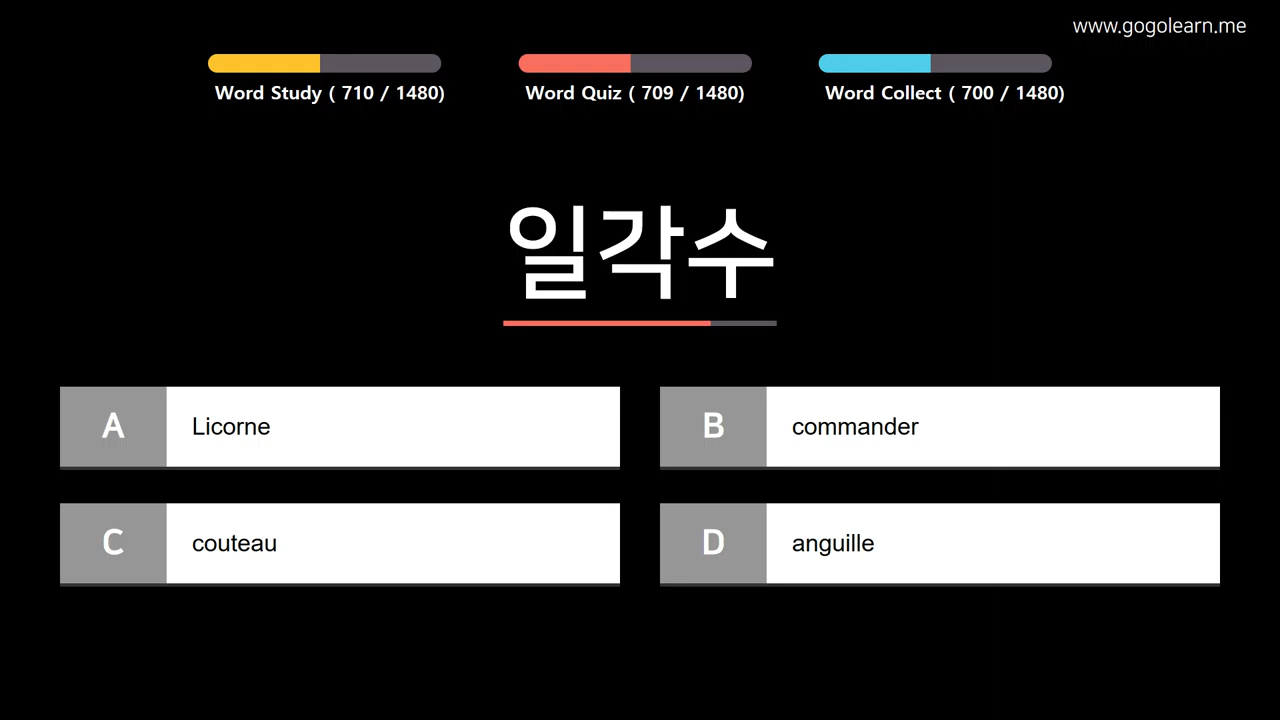 www.gogolearn.me
Word Study ( 710 / 1480)
Word Quiz ( 709 / 1480)
Word Collect ( 700 / 1480)
일각수
A Licorne
B commander
C couteau
D anguille